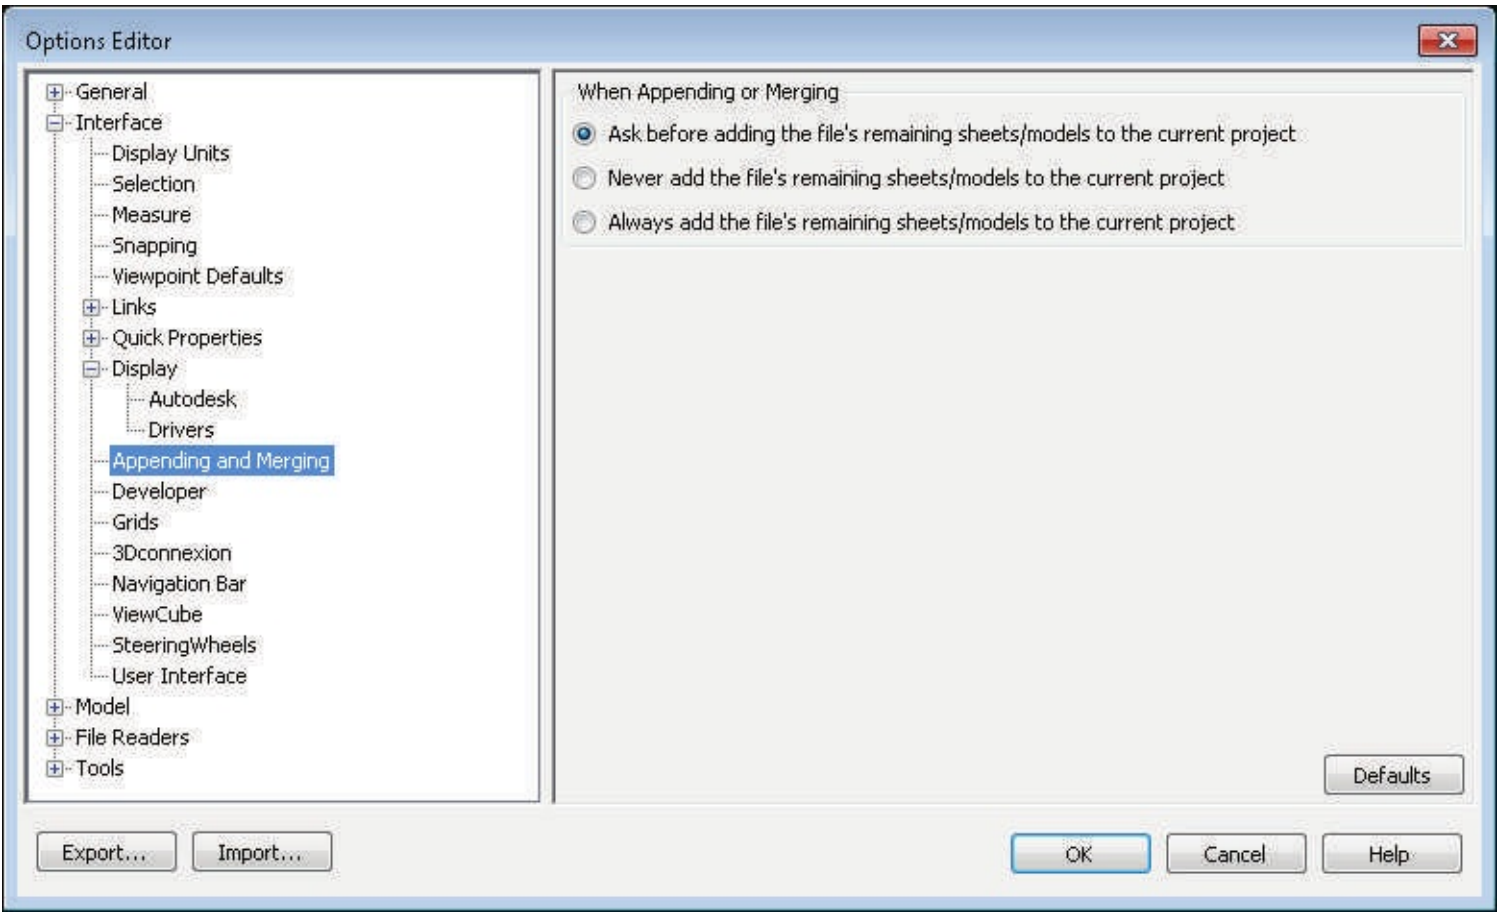 Options Editor
General
Interface
Display Units
Selection
Measure
Snapping
Viewpoint Defaults
Links
Quick Properties
Display
Autodesk
Drivers
Appending and Merging
Developer
Grids
3Dconnexion
Navigation Bar
ViewCube
SteeringWheels
User Interface
Model
File Readers
Tools
When Appending or Merging
Ask before adding the file's remaining sheets/models to the current project
Never add the file's remaining sheets/models to the current project
Always add the file's remaining sheets/models to the current project
Defaults
Export... Import... OK Cancel Help